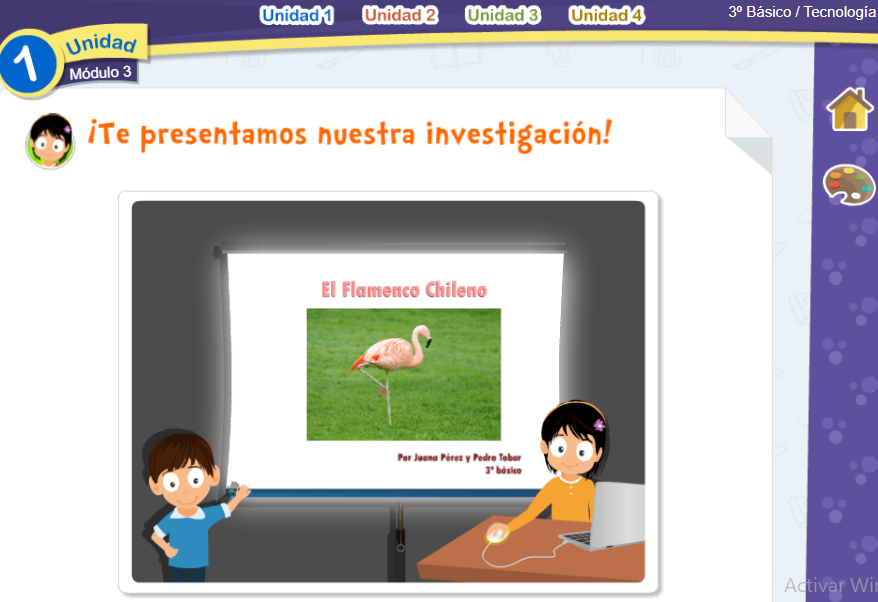 Unidad 1 Unidad 2 Unidad 3 Unidad 4 3º Básico / Tecnología
1 Unidad
Módulo 3
¡Te presentamos nuestra investigación!
El Flamenco Chileno
Por Juana Pérez y Pedro Tobar
3° básico
Activar Wi